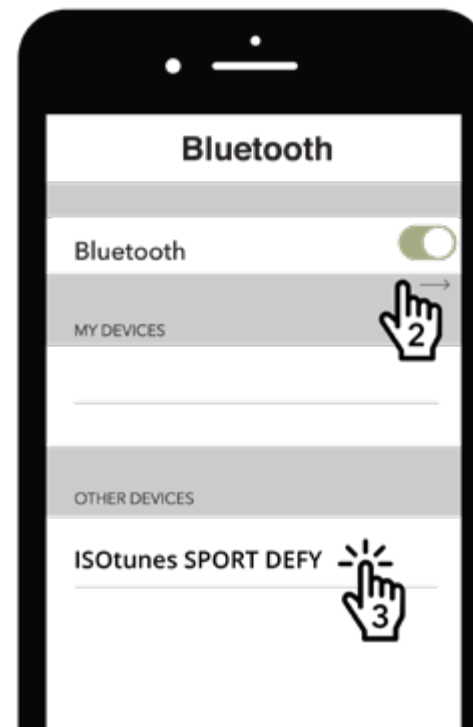 Bluetooth
Bluetooth
2
MY DEVICES
OTHER DEVICES
ISOtunes SPORT DEFY
3